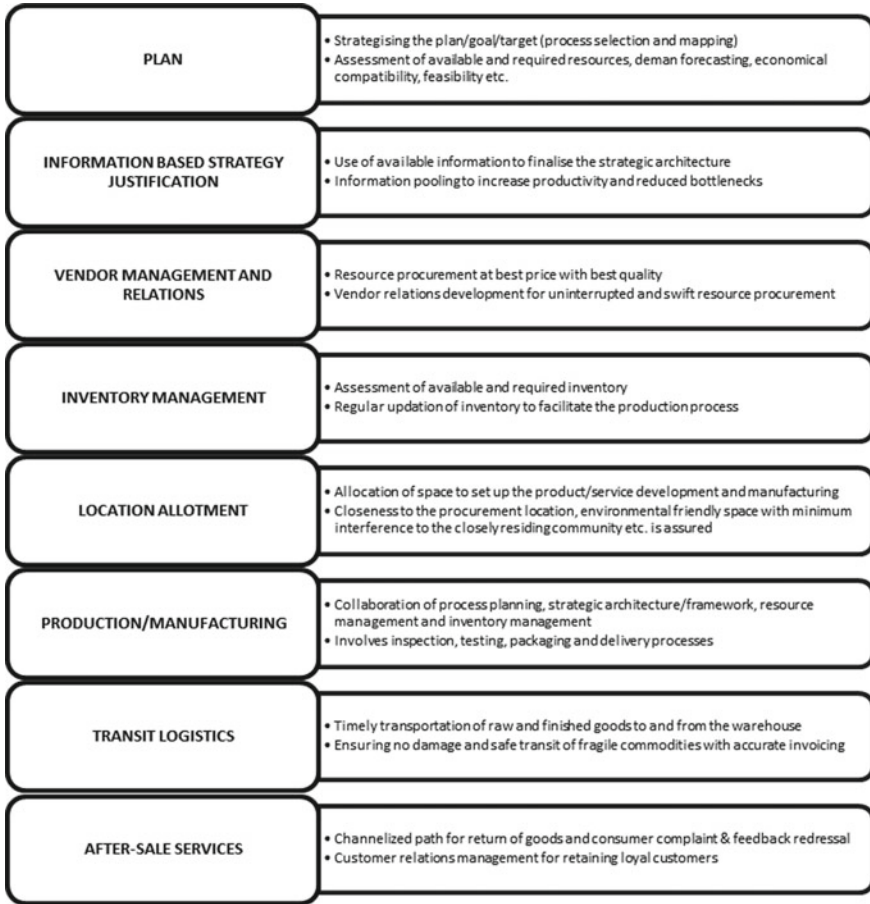 PLAN
• Strategising the plan/goal/target (process selection and mapping)
• Assessment of available and required resources, deman forecasting, economical
compatibility, feasibility etc.
INFORMATION BASED STRATEGY
JUSTIFICATION
• Use of available information to finalise the strategic architecture
• Information pooling to increase productivity and reduced bottlenecks
VENDOR MANAGEMENT AND
RELATIONS
• Resource procurement at best price with best quality
• Vendor relations development for uninterrupted and swift resource procurement
INVENTORY MANAGEMENT
• Assessment of available and required inventory
• Regular updation of inventory to facilitate the production process
LOCATION ALLOTMENT
• Allocation of space to set up the product/service development and manufacturing
• Closeness to the procurement location, environmental friendly space with minimum
interference to the closely residing community etc. is assured
PRODUCTION/MANUFACTURING
• Collaboration of process planning, strategic architecture/framework, resource
management and inventory management
• Involves inspection, testing, packaging and delivery processes
TRANSIT LOGISTICS
• Timely transportation of raw and finished goods to and from the warehouse
• Ensuring no damage and safe transit of fragile commodities with accurate invoicing
AFTER-SALE SERVICES
• Channelized path for return of goods and consumer complaint & feedback redressal
• Customer relations management for retaining loyal customers